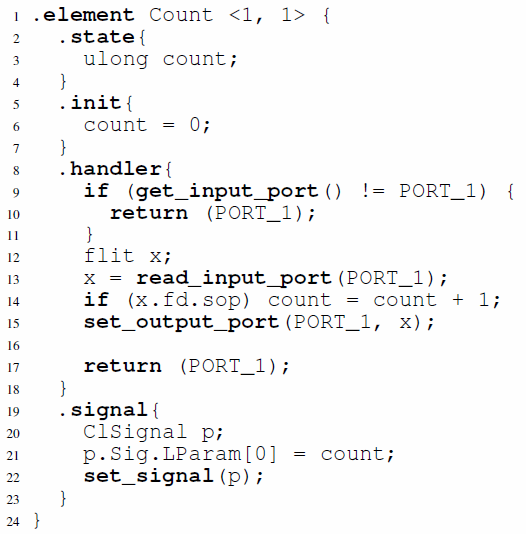 1 .element Count <1, 1> {
2 .state{
3 ulong count;
4 }
5 .init{
6 count = 0;
7 }
8 .handler{
9 if (get_input_port() != PORT_1) {
10 return (PORT_1);
11 }
12 flit x;
13 x = read_input_port(PORT_1);
14 if (x.fd.sop) count = count + 1;
15 set_output_port(PORT_1, x);
16
17 return (PORT_1);
18 }
19 .signal{
20 ClSignal p;
21 p.Sig.LParam[0] = count;
22 set_signal(p);
23 }
24 }